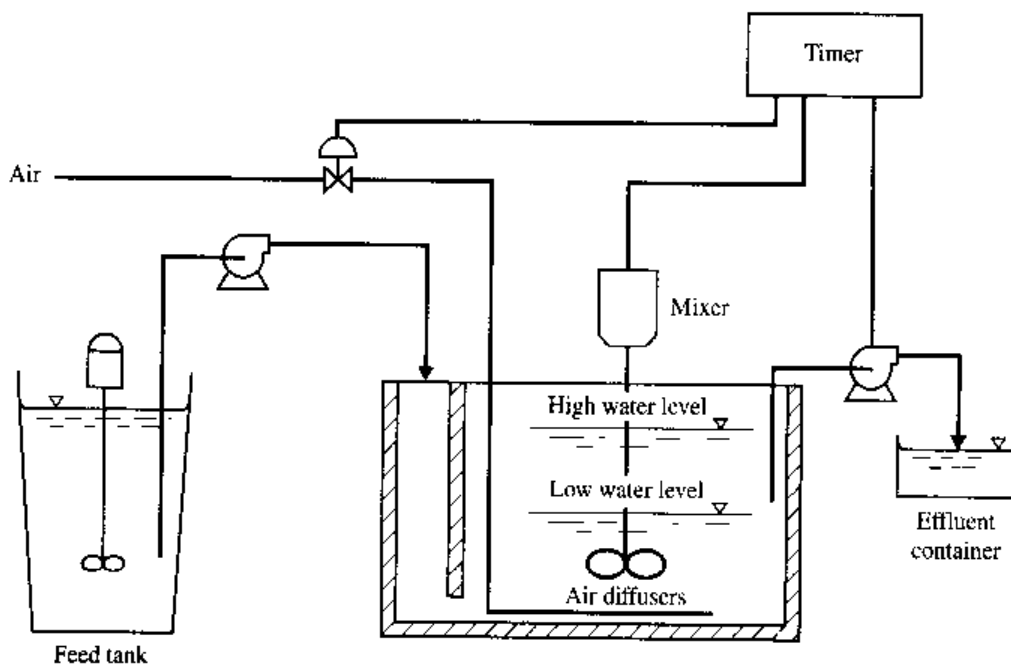 Timer
Air
Mixer
High water level
Low water level
Air diffusers
Effluent
container
Feed tank